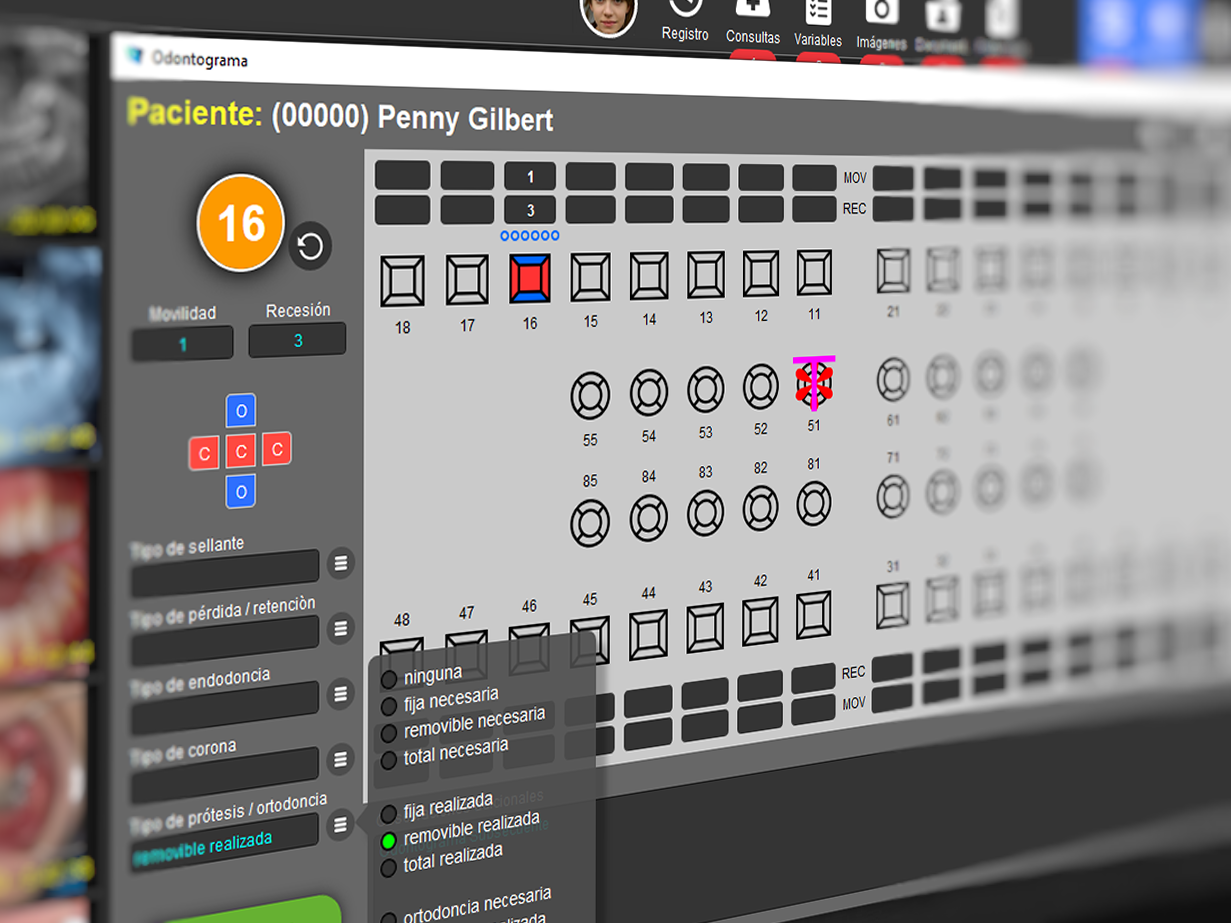 Registro
Consultas
Variables
Imágenes
Odontograma
Paciente: (00000) Penny Gilbert
16
1
MOV
3
REC
18 17 16 15 14 13 12 11 21
Movilidad
Recesión
1
3
O
C C C
O
55 54 53 52 51 61
85 84 83 82 81 71
Tipo de sellante
Tipo de pérdida / retenciòn
Tipo de endodoncia
Tipo de corona
Tipo de prótesis / ortodoncia
removible realizada
48 47 46 45 44 43 42 41 31
REC
MOV
ninguna
fija necesaria
removible necesaria
total necesaria
fija realizada
removible realizada
total realizada
ortodoncia necesaria